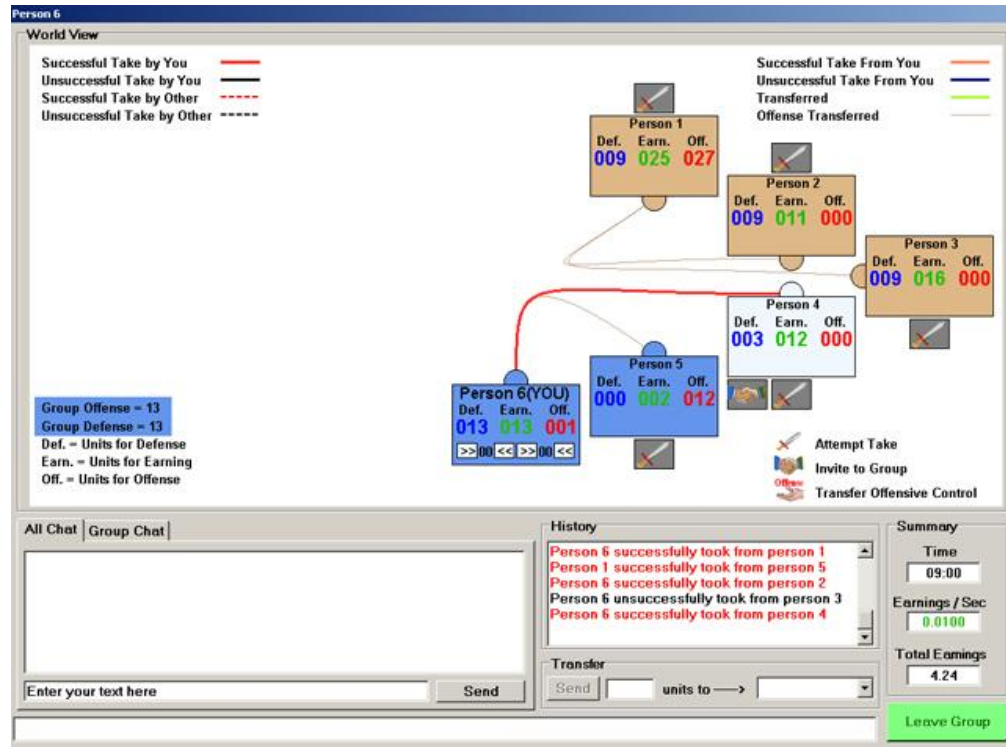 Person 6
World View
Successful Take by You
Unsuccessful Take by You
Successful Take by Other
Unsuccessful Take by Other
Successful Take From You
Unsuccessful Take From You
Transferred
Offense Transferred
Person 1
Def. Earn. Off.
009 025 027
Person 2
Def. Earn. Off.
009 011 000
Person 3
Def. Earn. Off.
009 016 000
Person 4
Def. Earn. Off.
003 012 000
Person 5
Def. Earn. Off.
000 002 012
Person 6(YOU)
Def. Earn. Off.
013 013 001
>> 00 << >> 00 <<
Group Offense = 13
Group Defense = 13
Def. = Units for Defense
Earn. = Units for Earning
Off. = Units for Offense
Attempt Take
Invite to Group
Offense
Transfer Offensive Control
All Chat Group Chat
Enter your text here
Send
History
Person 6 successfully took from person 1
Person 1 successfully took from person 5
Person 6 successfully took from person 2
Person 6 unsuccessfully took from person 3
Person 6 successfully took from person 4
Transfer
Send units to --->
Summary
Time
09:00
Earnings / Sec
0.0100
Total Earnings
4.24
Leave Group